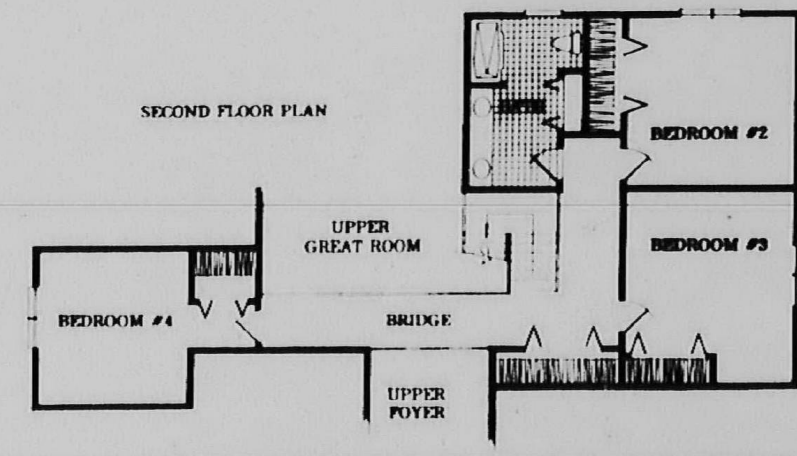 SECOND FLOOR PLAN
BATH
BEDROOM #2
UPPER
GREAT ROOM
BEDROOM #3
BEDROOM #4
BRIDGE
UPPER
FOYER